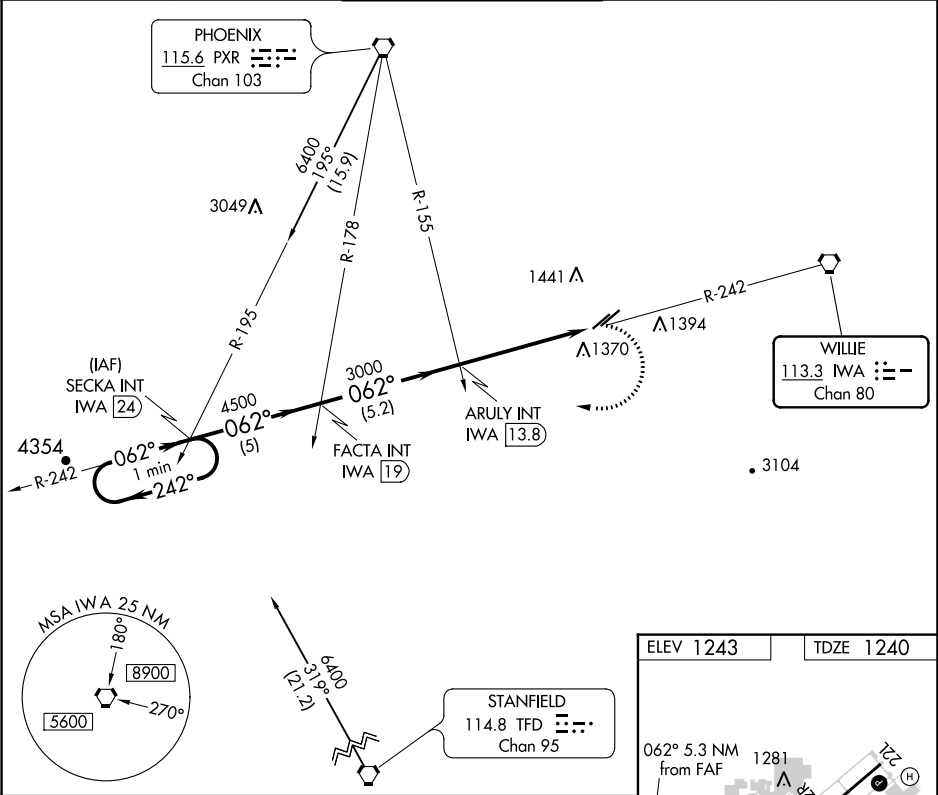 PHOENIX
115.6 PXR
Chan 103
6400
195°
(15.9)
3049
R-178
R-155
1441
R-242
1394
1370
WILLIE
113.3 IWA
Chan 80
R-195
(IAF)
SECKA INT
IWA 24
4500
062°
(5)
3000
062°
(5.2)
ARULY INT
IWA 13.8
FACTA INT
IWA 19
4354
R-242
062°
1 min
242°
3104
MSA IWA 25 NM
180°
8900
270°
5600
6400
319°
(21.2)
STANFIELD
114.8 TFD
Chan 95
ELEV 1243
TDZE 1240
062° 5.3 NM
from FAF
1281
22L
P
H